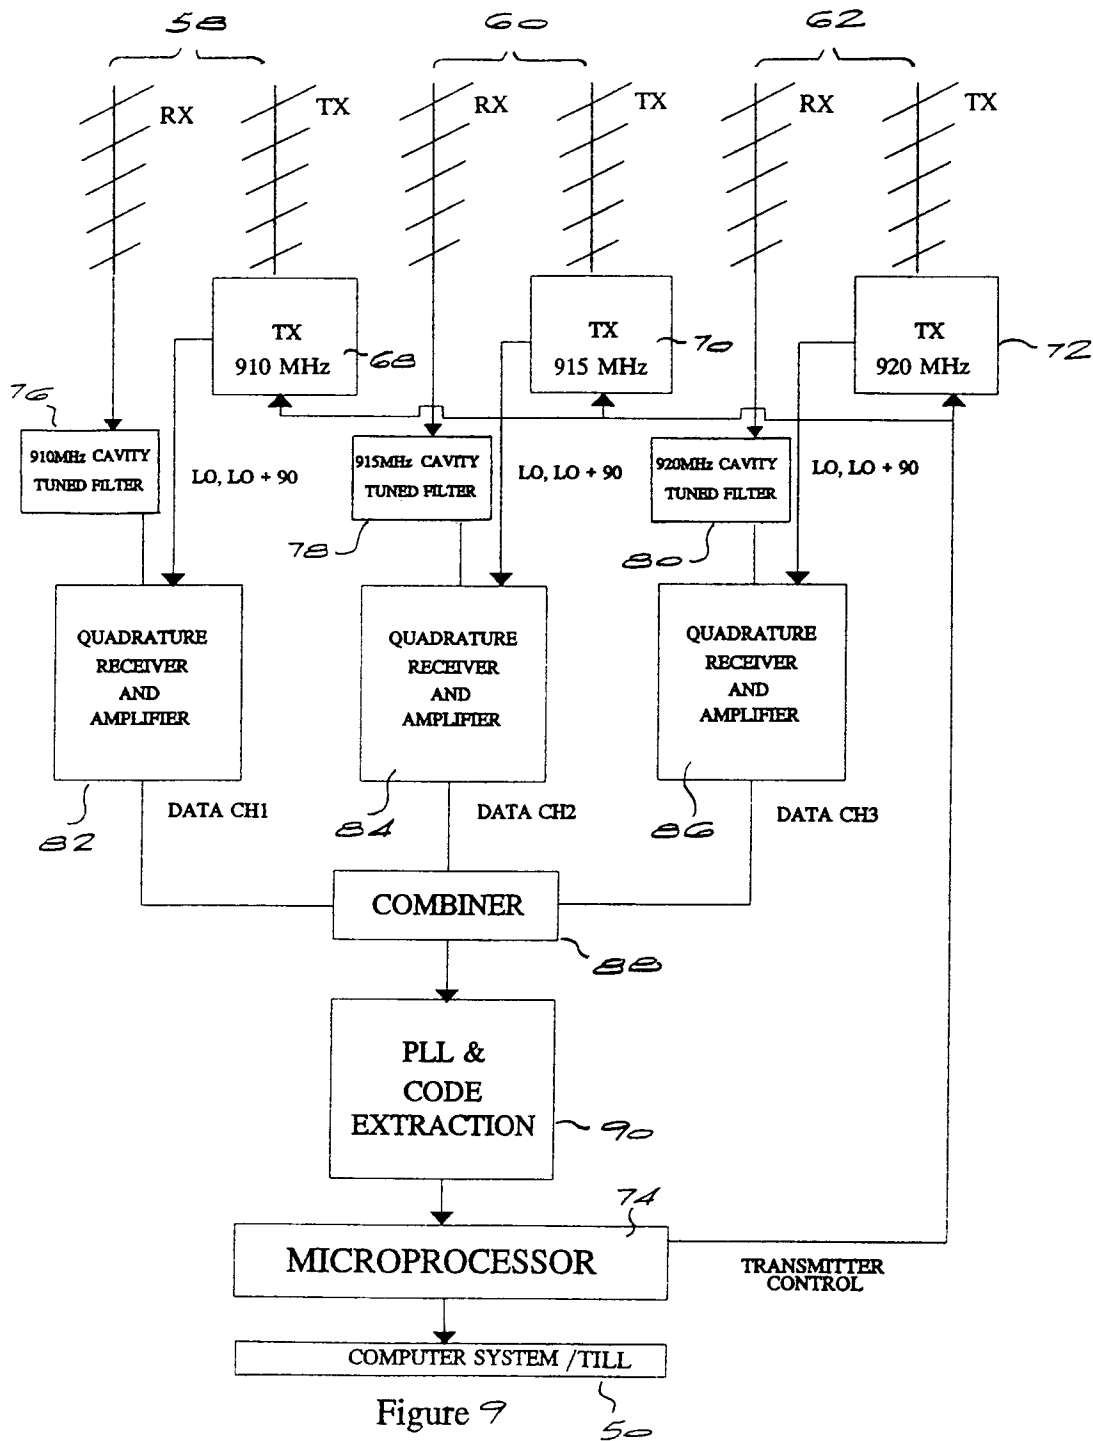 58 60 62
RX TX RX TX RX TX
TX
910 MHz
68
TX
915 MHz
70
TX
920 MHz
72
76
910MHz CAVITY
TUNED FILTER
LO, LO + 90
915MHz CAVITY
TUNED FILTER
78
LO, LO + 90
920MHz CAVITY
TUNED FILTER
80
LO, LO + 90
QUADRATURE
RECEIVER
AND
AMPLIFIER
82
QUADRATURE
RECEIVER
AND
AMPLIFIER
84
QUADRATURE
RECEIVER
AND
AMPLIFIER
86
DATA CH1
DATA CH2
DATA CH3
COMBINER
88
PLL &
CODE
EXTRACTION
90
74
MICROPROCESSOR
TRANSMITTER
CONTROL
COMPUTER SYSTEM / TILL
50
Figure 9